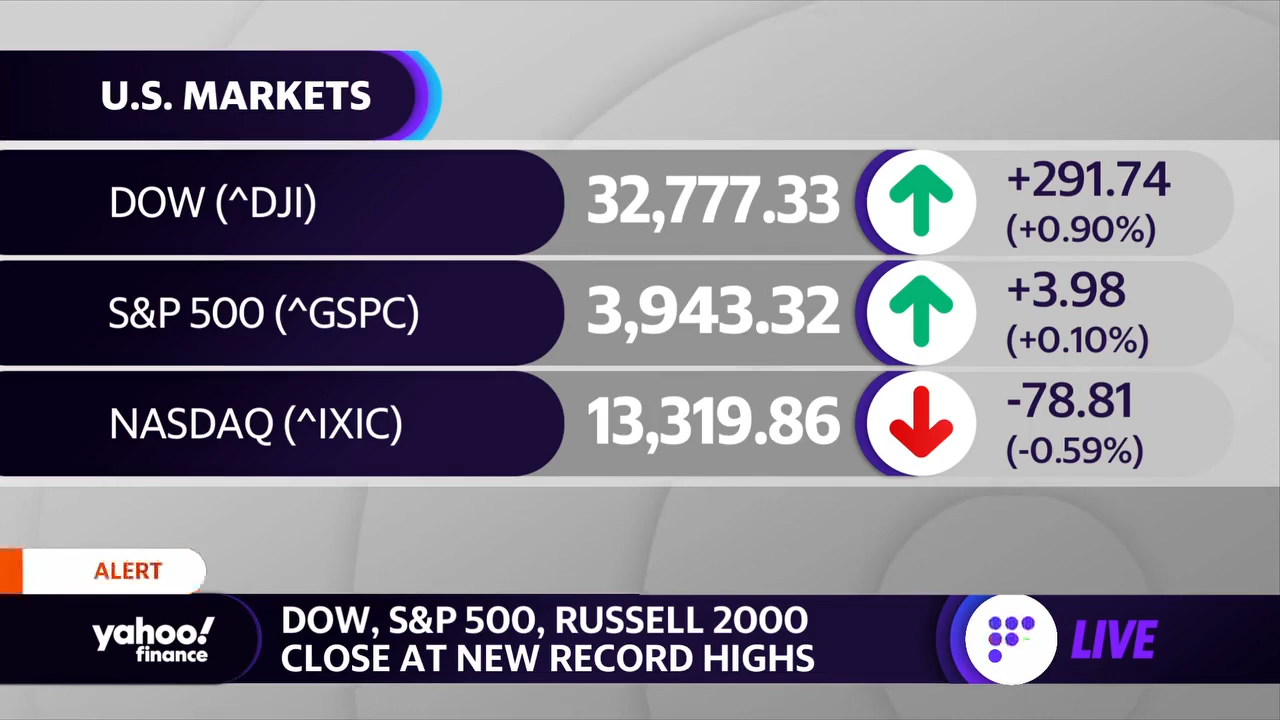 U.S. MARKETS
DOW (^DJI) 32,777.33 +291.74
(+0.90%)
S&P 500 (^GSPC) 3,943.32 +3.98
(+0.10%)
NASDAQ (^IXIC) 13,319.86 -78.81
(-0.59%)
ALERT
yahoo!
finance
DOW, S&P 500, RUSSELL 2000
CLOSE AT NEW RECORD HIGHS
LIVE